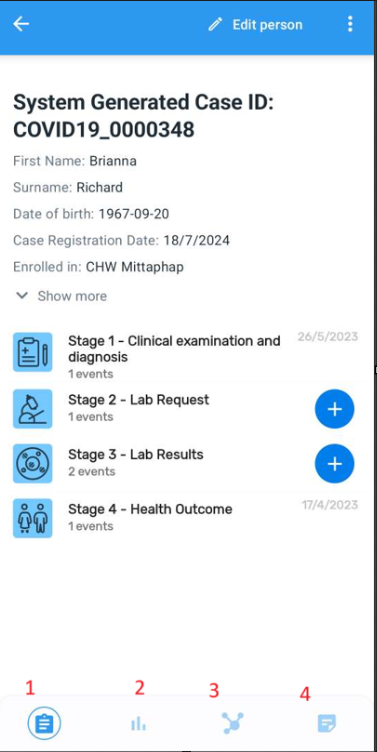 Edit person
System Generated Case ID:
COVID19_0000348
First Name: Brianna
Surname: Richard
Date of birth: 1967-09-20
Case Registration Date: 18/7/2024
Enrolled in: CHW Mittaphap
Show more
Stage 1 - Clinical examination and 26/5/2023
diagnosis
1 events
Stage 2 - Lab Request
1 events
Stage 3 - Lab Results
2 events
Stage 4 - Health Outcome 17/4/2023
1 events
1 2 3 4